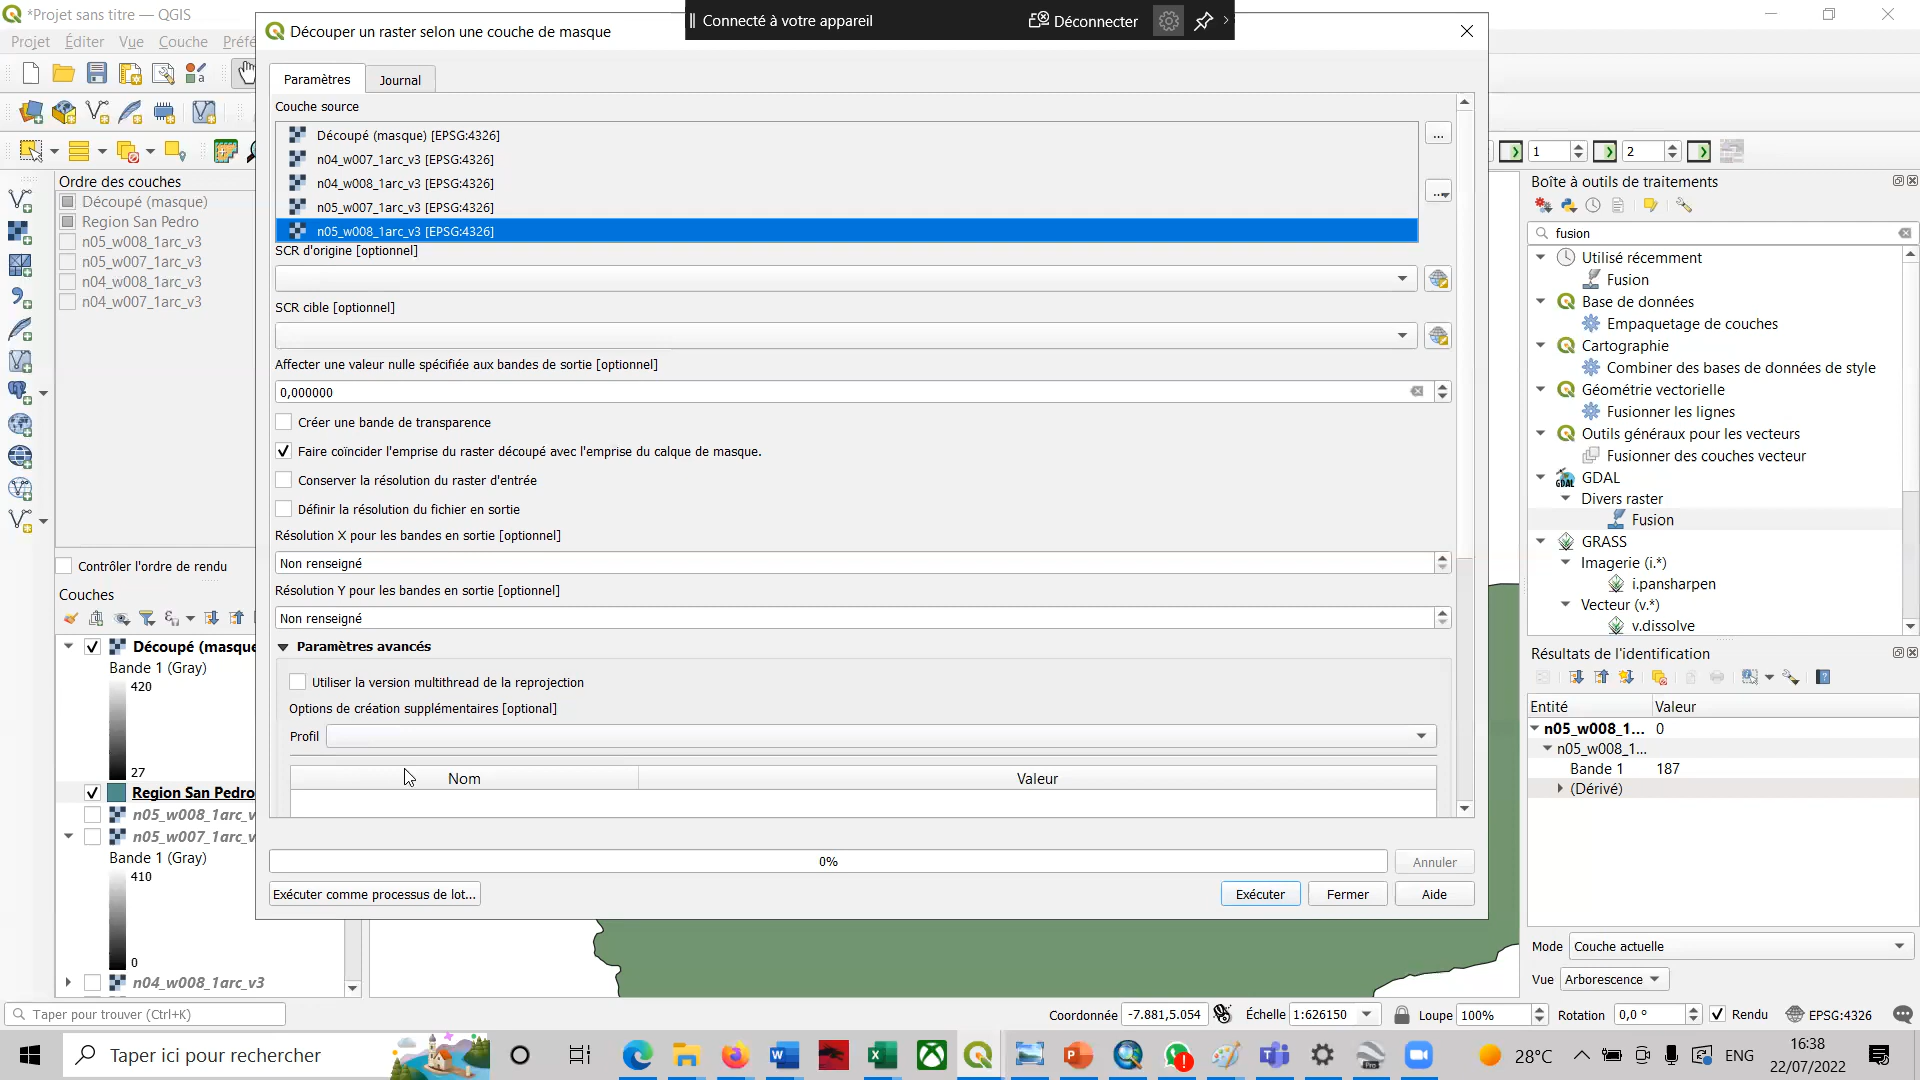 *Projet sans titre — QGIS
Projet Éditer Vue Couche Préfé
Connecté à votre appareil
Déconnecter
Découper un raster selon une couche de masque
Paramètres
Journal
Couche source
Découpé (masque) [EPSG:4326]
n04_w007_1arc_v3 [EPSG:4326]
n04_w008_1arc_v3 [EPSG:4326]
n05_w007_1arc_v3 [EPSG:4326]
n05_w008_1arc_v3 [EPSG:4326]
SCR d'origine [optionnel]
SCR cible [optionnel]
Affecter une valeur nulle spécifiée aux bandes de sortie [optionnel]
0,000000
Créer une bande de transparence
Faire coïncider l'emprise du raster découpé avec l'emprise du calque de masque.
Conserver la résolution du raster d'entrée
Définir la résolution du fichier en sortie
Résolution X pour les bandes en sortie [optionnel]
Non renseigné
Résolution Y pour les bandes en sortie [optionnel]
Non renseigné
Paramètres avancés
Utiliser la version multithread de la reprojection
Options de création supplémentaires [optional]
Profil
Nom
Valeur
0%
Annuler
Exécuter comme processus de lot...
Exécuter
Fermer
Aide
Ordre des couches
Découpé (masque)
Region San Pedro
n05_w008_1arc_v3
n05_w007_1arc_v3
n04_w008_1arc_v3
n04_w007_1arc_v3
Contrôler l'ordre de rendu
Couches
Découpé (masque
Bande 1 (Gray)
420
27
Region San Pedro
n05_w008_1arc_v
n05_w007_1arc_v
Bande 1 (Gray)
410
0
n04_w008_1arc_v3
1
2
Boîte à outils de traitements
fusion
Utilisé récemment
Fusion
Base de données
Empaquetage de couches
Cartographie
Combiner des bases de données de style
Géométrie vectorielle
Fusionner les lignes
Outils généraux pour les vecteurs
Fusionner des couches vecteur
GDAL
Divers raster
Fusion
GRASS
Imagerie (i.*)
i.pansharpen
Vecteur (v.*)
v.dissolve
Résultats de l'identification
Entité Valeur
n05_w008_1... 0
n05_w008_1...
Bande 1 187
(Dérivé)
Mode Couche actuelle
Vue Arborescence
Taper pour trouver (Ctrl+K)
Coordonnée -7.881,5.054 Échelle 1:626150 Loupe 100% Rotation 0,0 ° Rendu EPSG:4326
Taper ici pour rechercher
28°C ENG
16:38
22/07/2022